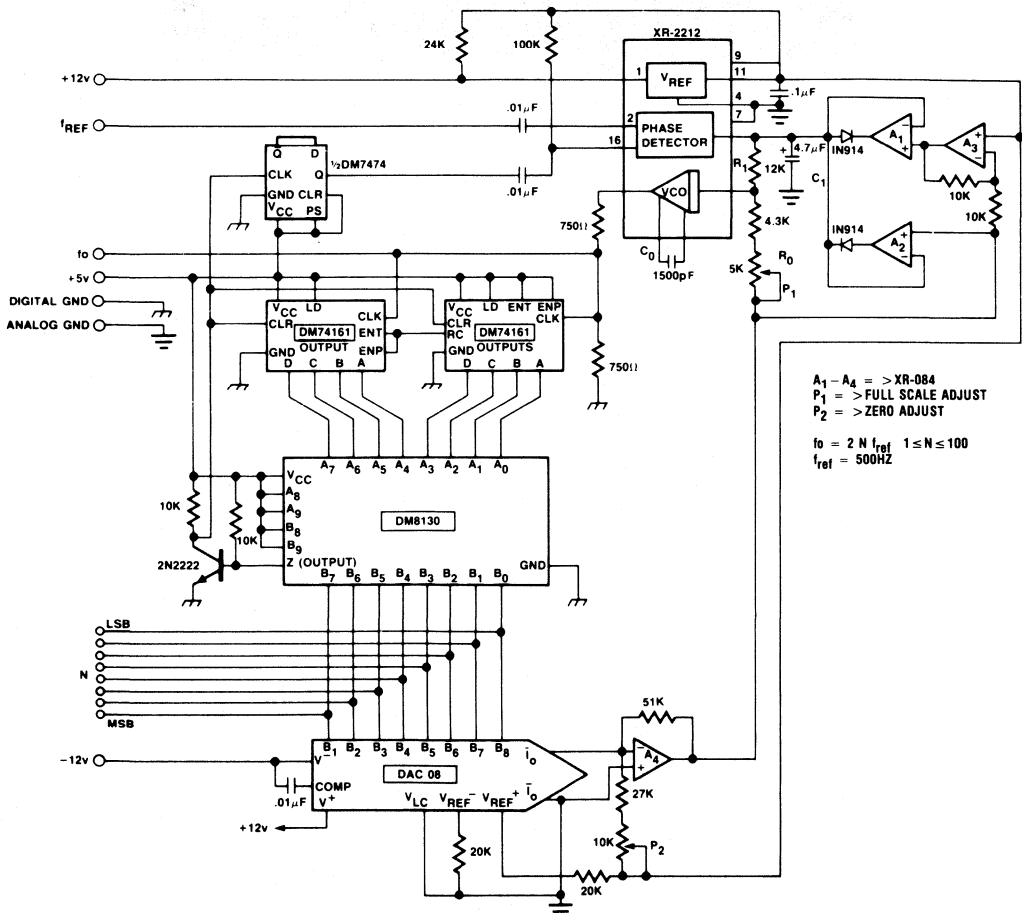 XR-2212
24K
100K
9
+12v
1
VREF
11
4
.1µF
7
.01µF
fREF
2
PHASE
DETECTOR
16
½DM7474
Q D
CLK Q
GND CLR
VCC PS
.01µF
R1
12K
4.7µF
+
C1
IN914
A1
−
+
A3
+
−
10K
10K
VCO
750Ω
4.3K
IN914
A2
+
−
C0
1500pF
5K
R0
P1
fo
+5v
DIGITAL GND
ANALOG GND
VCC LD
CLK
CLR
DM74161
ENT
OUTPUT
GND
ENP
D C B A
VCC LD ENT ENP
CLK
CLR
RC
DM74161
GND
OUTPUTS
D C B A
750Ω
A1 – A4 = >XR-084
P1 = >FULL SCALE ADJUST
P2 = >ZERO ADJUST
fo = 2 N fref 1≤N≤100
fref = 500HZ
A7 A6 A5 A4 A3 A2 A1 A0
VCC
A8
A9
B8
B9
Z (OUTPUT)
DM8130
GND
B7 B6 B5 B4 B3 B2 B1 B0
10K
10K
2N2222
LSB
N
MSB
51K
B1 B2 B3 B4 B5 B6 B7 B8
−12v
V−
COMP
V+
DAC 08
īo
īo
VLC VREF− VREF+
.01µF
+12v
−
+
A4
27K
10K
P2
20K
20K